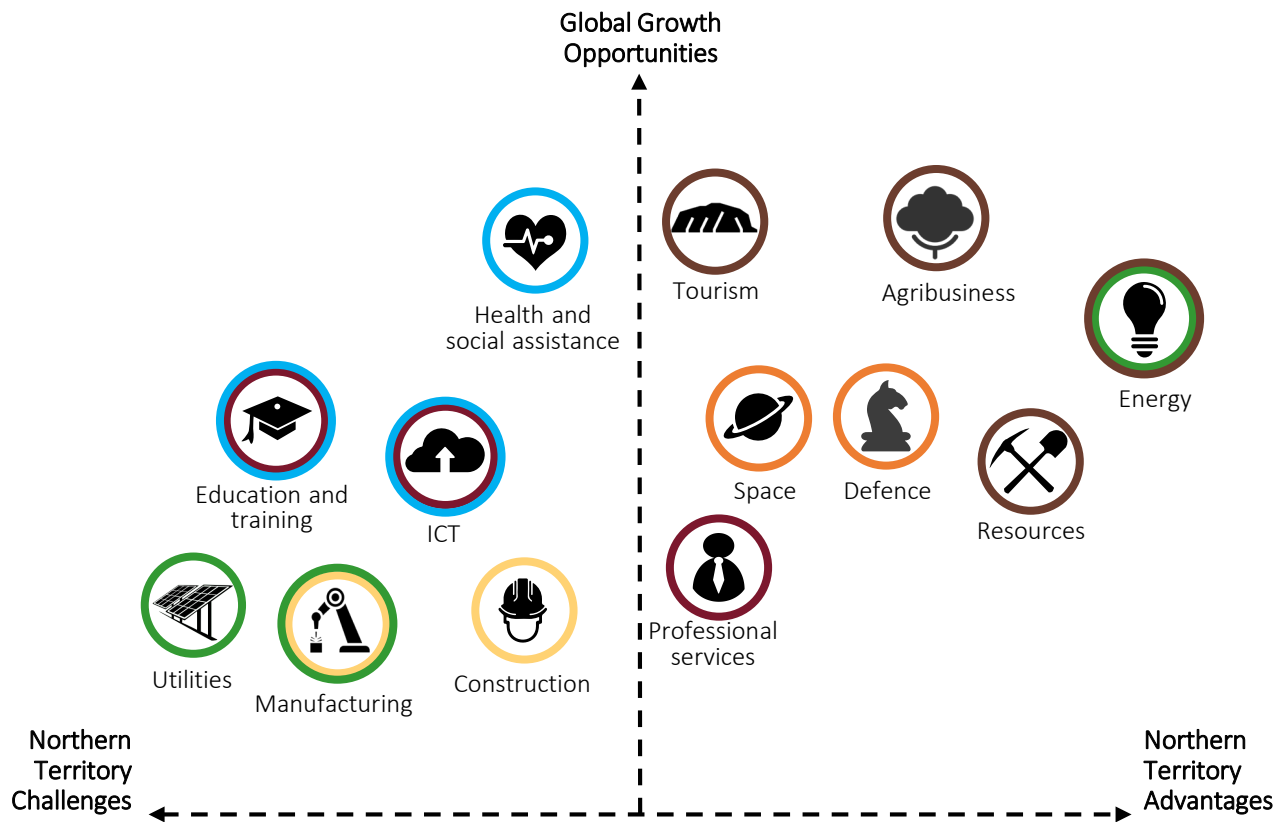 Global Growth
Opportunities
Tourism
Agribusiness
Health and
social assistance
Energy
Education and
training
ICT
Space
Defence
Resources
Utilities
Manufacturing
Construction
Professional
services
Northern
Territory
Challenges
Northern
Territory
Advantages